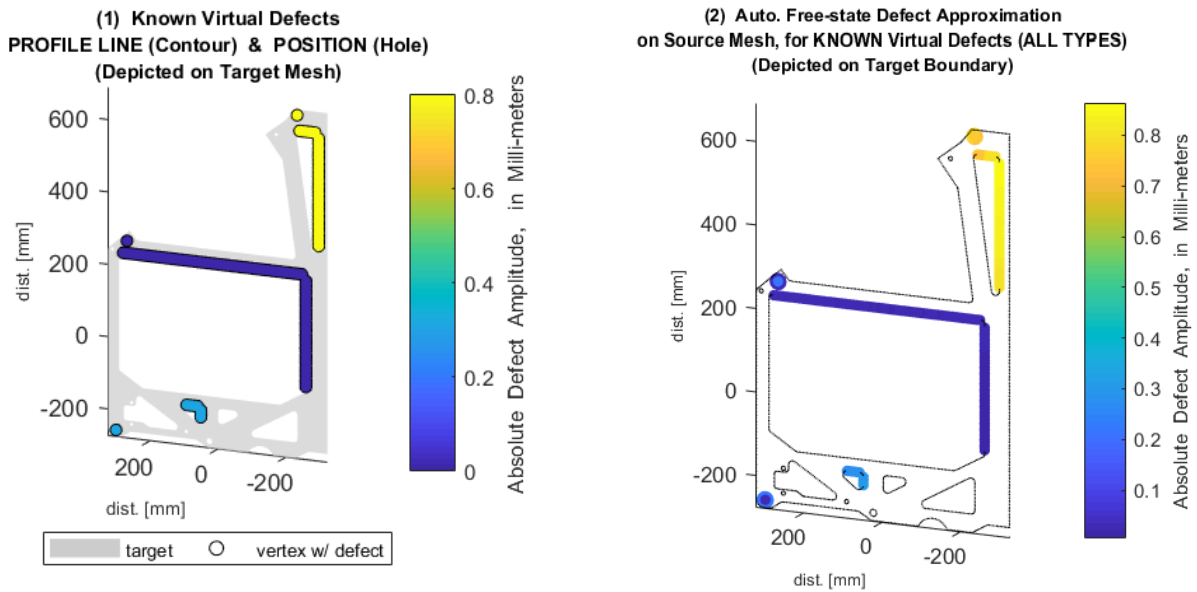 (1)  Known Virtual Defects
PROFILE LINE (Contour)  &  POSITION (Hole)
(Depicted on Target Mesh)
600
400
200
0
-200
dist. [mm]
200
0
-200
dist. [mm]
0.8
0.6
0.4
0.2
0
Absolute Defect Amplitude, in Milli-meters
target
vertex w/ defect
(2)  Auto. Free-state Defect Approximation
on Source Mesh, for KNOWN Virtual Defects (ALL TYPES)
(Depicted on Target Boundary)
600
400
200
0
-200
dist. [mm]
200
0
-200
dist. [mm]
0.8
0.7
0.6
0.5
0.4
0.3
0.2
0.1
Absolute Defect Amplitude, in Milli-meters